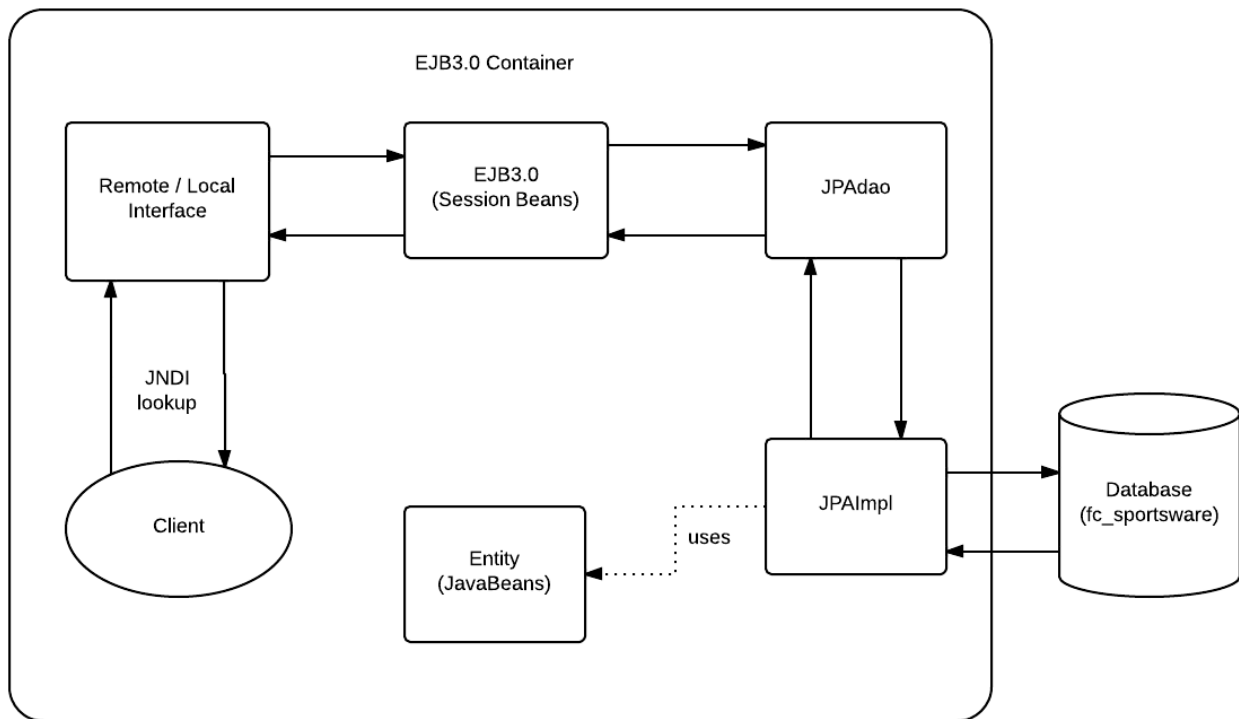 EJB3.0 Container
Remote / Local
Interface
EJB3.0
(Session Beans)
JPAdao
JNDI
lookup
Client
Entity
(JavaBeans)
uses
JPAImpl
Database
(fc_sportsware)